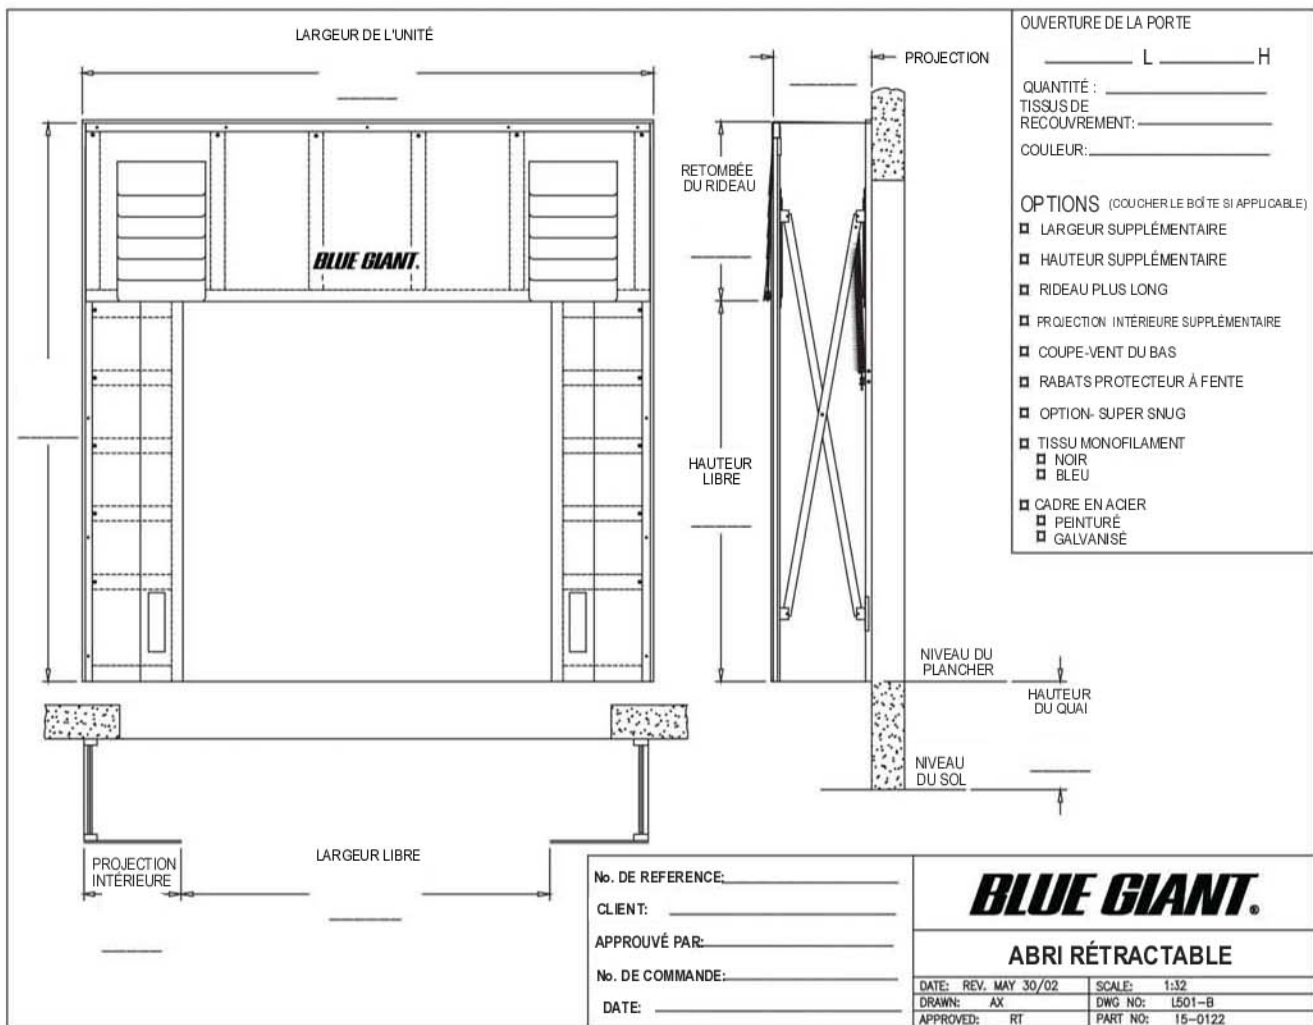 LARGEUR DE L'UNITÉ
PROJECTION
RETOMBÉE
DU RIDEAU
BLUE GIANT.
HAUTEUR
LIBRE
NIVEAU DU
PLANCHER
HAUTEUR
DU QUAI
NIVEAU
DU SOL
PROJECTION
INTÉRIEURE
LARGEUR LIBRE
OUVERTURE DE LA PORTE
L H
QUANTITÉ :
TISSUS DE
RECOUVREMENT:
COULEUR:
OPTIONS (COUCHER LE BOÎTE SI APPLICABLE)
LARGEUR SUPPLÉMENTAIRE
HAUTEUR SUPPLÉMENTAIRE
RIDEAU PLUS LONG
PROJECTION INTÉRIEURE SUPPLÉMENTAIRE
COUPE-VENT DU BAS
RABATS PROTECTEUR À FENTE
OPTION- SUPER SNUG
TISSU MONOFILAMENT
NOIR
BLEU
CADRE EN ACIER
PEINTURÉ
GALVANISÉ
No. DE REFERENCE:
CLIENT:
APPROUVÉ PAR:
No. DE COMMANDE:
DATE:
BLUE GIANT.®
ABRI RÉTRACTABLE
DATE: REV. MAY 30/02 SCALE: 1:32
DRAWN: AX DWG NO: L501-B
APPROVED: RT PART NO: 15-0122